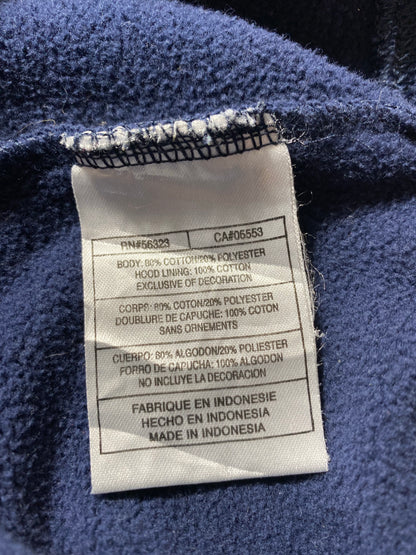 RN#56323 CA#05553
BODY: 80% COTTON/20% POLYESTER
HOOD LINING: 100% COTTON
EXCLUSIVE OF DECORATION
CORPS: 80% COTON/20% POLYESTER
DOUBLURE DE CAPUCHE: 100% COTON
SANS ORNEMENTS
CUERPO: 80% ALGODON/20% POLIESTER
FORRO DE CAPUCHA: 100% ALGODON
NO INCLUYE LA DECORACION
FABRIQUE EN INDONESIE
HECHO EN INDONESIA
MADE IN INDONESIA